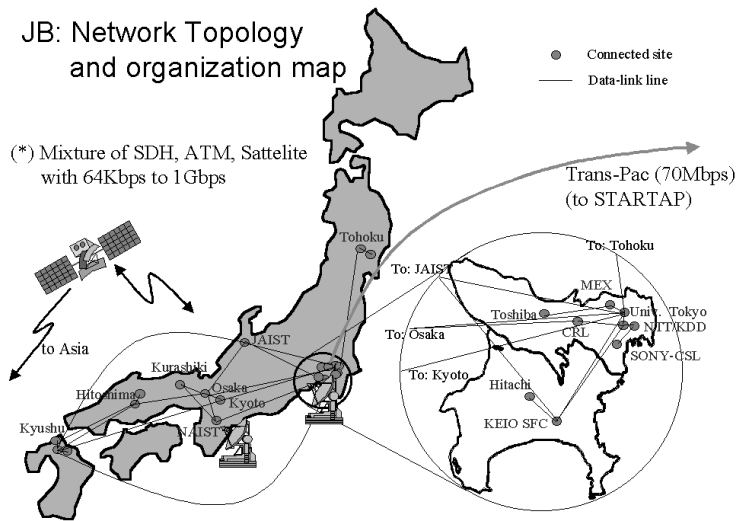 JB: Network Topology
and organization map
Connected site
Data-link line
(*) Mixture of SDH, ATM, Sattelite
with 64Kbps to 1Gbps
Trans-Pac (70Mbps)
(to STARTAP)
Tohoku
To: Tohoku
To: JAIST
MEX
Toshiba
Univ. Tokyo
To: Osaka
CRL
NTT/KDD
SONY-CSL
to Asia
JAIST
Kurashiki
To: Kyoto
Hitoshima
Osaka
Kyoto
Hitachi
Kyushu
NAIST
KEIO SFC